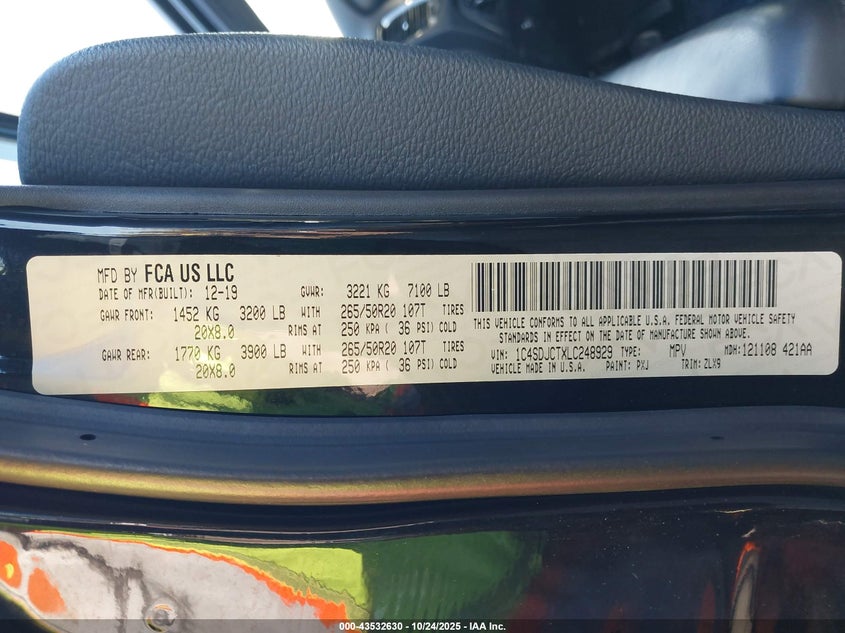 MFD BY FCA US LLC
DATE OF MFR(BUILT): 12-19 GVWR: 3221 KG 7100 LB
GAWR FRONT: 1452 KG 3200 LB WITH 265/50R20 107T TIRES
20X8.0 RIMS AT 250 KPA ( 36 PSI) COLD
GAWR REAR: 1770 KG 3900 LB WITH 265/50R20 107T TIRES
20X8.0 RIMS AT 250 KPA ( 36 PSI) COLD
THIS VEHICLE CONFORMS TO ALL APPLICABLE U.S.A. FEDERAL MOTOR VEHICLE SAFETY
STANDARDS IN EFFECT ON THE DATE OF MANUFACTURE SHOWN ABOVE.
VIN: 1C4SDJCTXLC248929 TYPE: MPV MDH:121108 421AA
VEHICLE MADE IN U.S.A. PAINT: PXJ TRIM: ZLX9
000-43532630 - 10/24/2025 - IAA Inc.